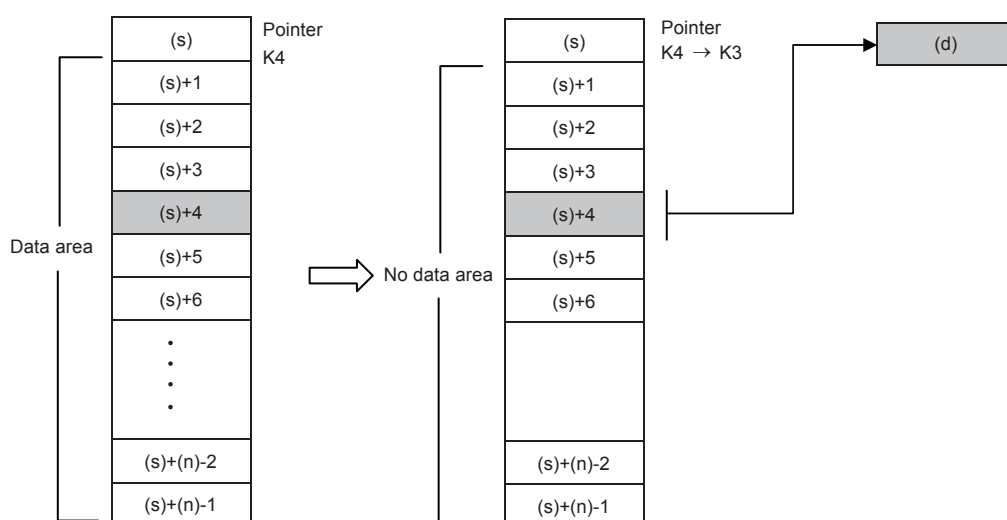 (s)
Pointer
K4
(s)+1
(s)+2
(s)+3
(s)+4
(s)+5
(s)+6
(s)+(n)-2
(s)+(n)-1
Data area
(s)
Pointer
K4 → K3
(s)+1
(s)+2
(s)+3
(s)+4
(s)+5
(s)+6
(s)+(n)-2
(s)+(n)-1
No data area
(d)